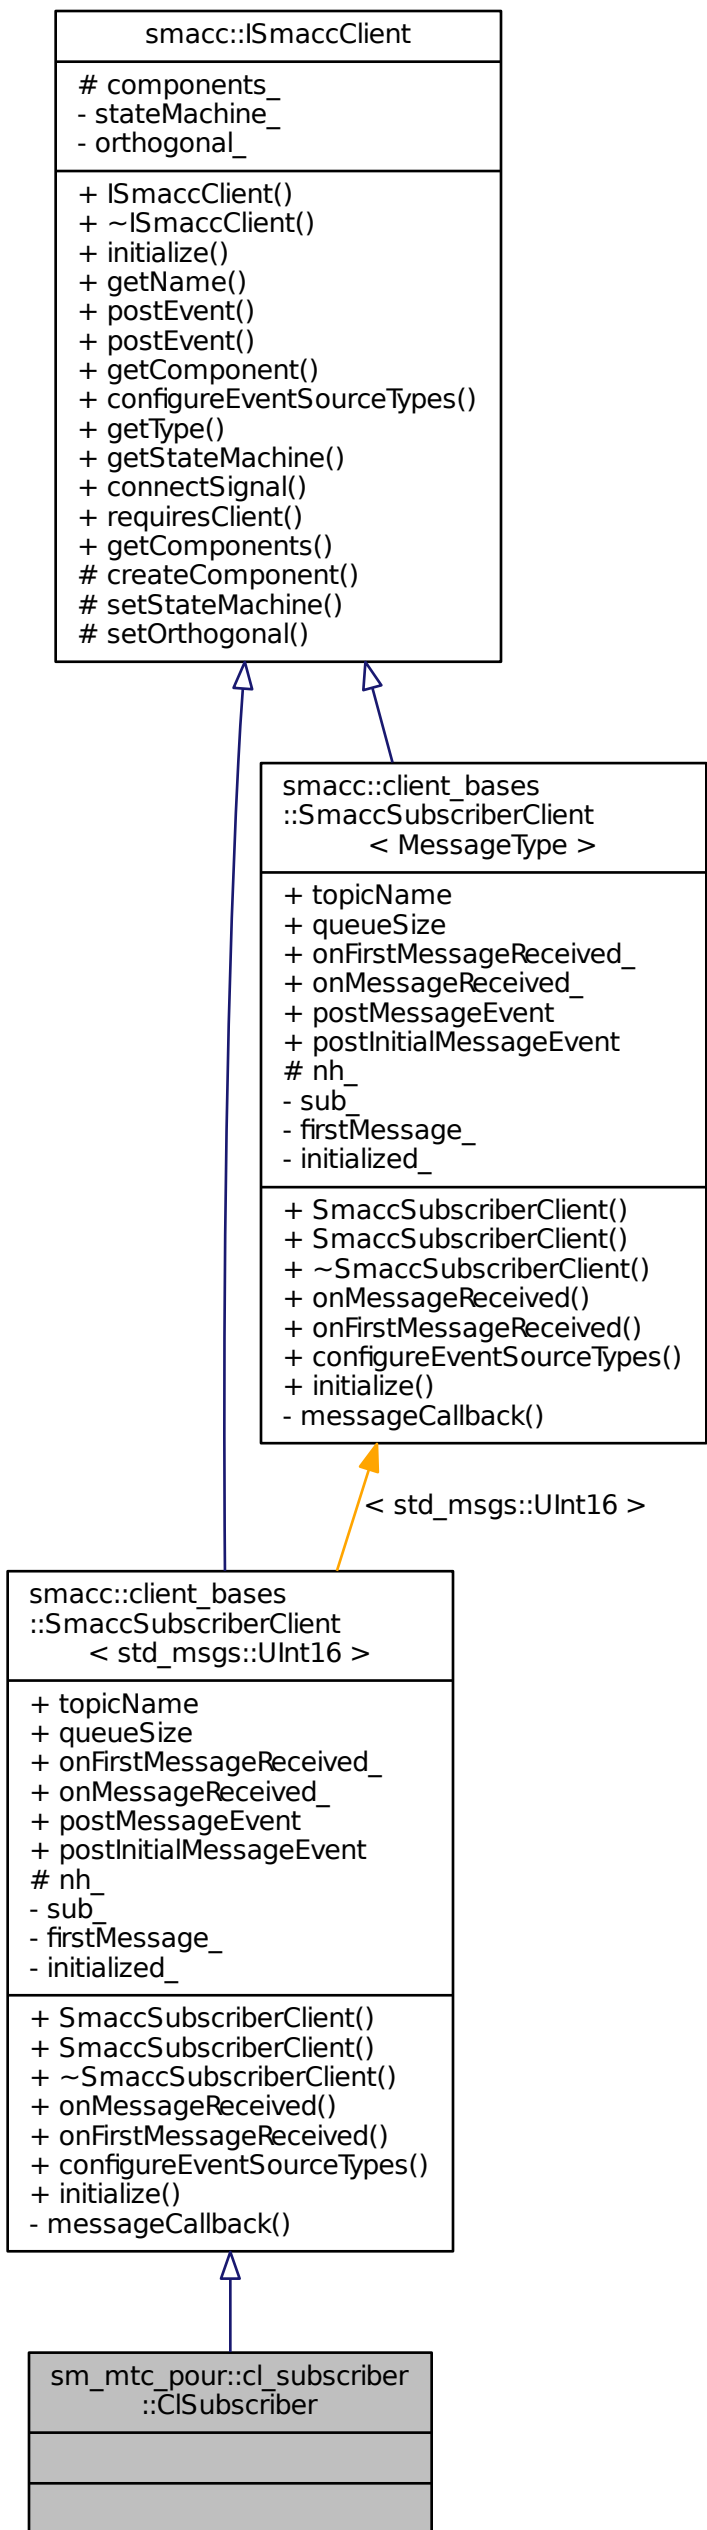 smacc::ISmaccClient
# components_
- stateMachine_
- orthogonal_
+ ISmaccClient()
+ ~ISmaccClient()
+ initialize()
+ getName()
+ postEvent()
+ postEvent()
+ getComponent()
+ configureEventSourceTypes()
+ getType()
+ getStateMachine()
+ connectSignal()
+ requiresClient()
+ getComponents()
# createComponent()
# setStateMachine()
# setOrthogonal()
smacc::client_bases
::SmaccSubscriberClient
< MessageType >
+ topicName
+ queueSize
+ onFirstMessageReceived_
+ onMessageReceived_
+ postMessageEvent
+ postInitialMessageEvent
# nh_
- sub_
- firstMessage_
- initialized_
+ SmaccSubscriberClient()
+ SmaccSubscriberClient()
+ ~SmaccSubscriberClient()
+ onMessageReceived()
+ onFirstMessageReceived()
+ configureEventSourceTypes()
+ initialize()
- messageCallback()
< std_msgs::UInt16 >
smacc::client_bases
::SmaccSubscriberClient
< std_msgs::UInt16 >
+ topicName
+ queueSize
+ onFirstMessageReceived_
+ onMessageReceived_
+ postMessageEvent
+ postInitialMessageEvent
# nh_
- sub_
- firstMessage_
- initialized_
+ SmaccSubscriberClient()
+ SmaccSubscriberClient()
+ ~SmaccSubscriberClient()
+ onMessageReceived()
+ onFirstMessageReceived()
+ configureEventSourceTypes()
+ initialize()
- messageCallback()
sm_mtc_pour::cl_subscriber
::ClSubscriber